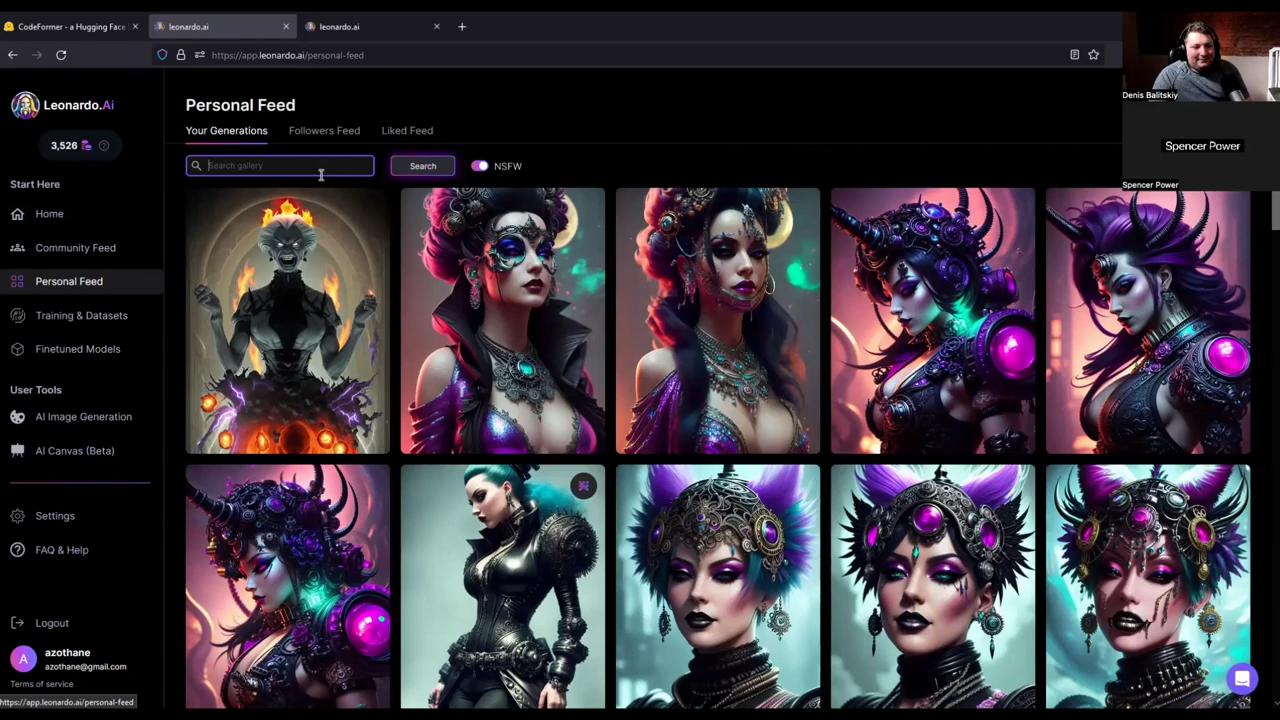 CodeFormer - a Hugging Face
leonardo.ai
leonardo.ai
https://app.leonardo.ai/personal-feed
Denis Balitskiy
Spencer Power
Spencer Power
Leonardo.Ai
3,526
Start Here
Home
Community Feed
Personal Feed
Training & Datasets
Finetuned Models
User Tools
AI Image Generation
AI Canvas (Beta)
Settings
FAQ & Help
Logout
A
azothane
azothane@gmail.com
Terms of service
https://app.leonardo.ai/personal-feed
Personal Feed
Your Generations
Followers Feed
Liked Feed
Search gallery
Search
NSFW